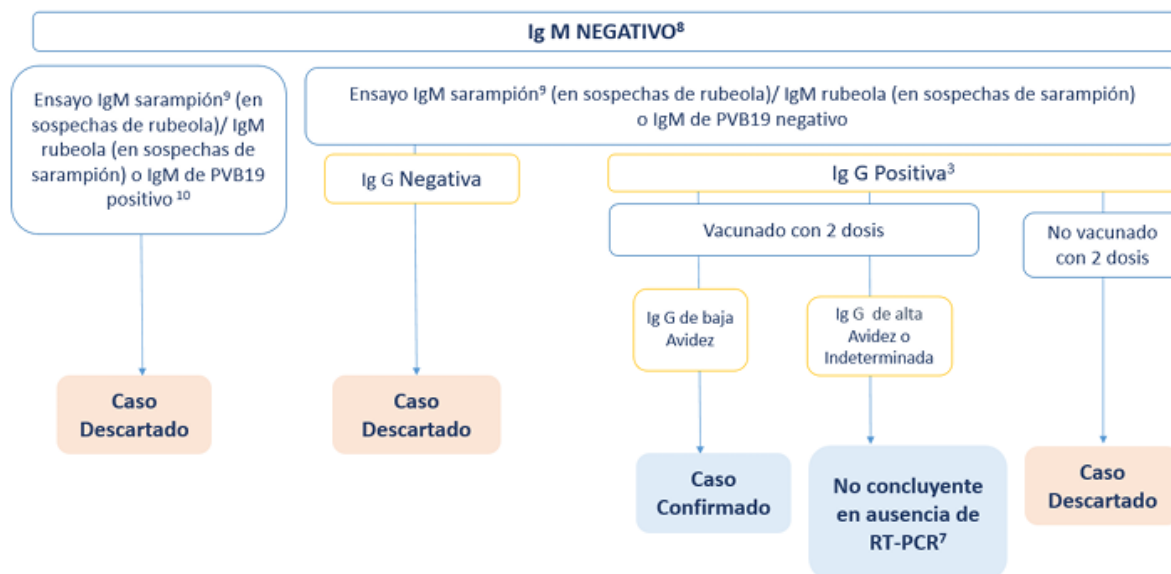 Ig M NEGATIVO⁸
Ensayo IgM sarampión⁹ (en
sospechas de rubeola)/ IgM
rubeola (en sospechas de
sarampión) o IgM de PVB19
positivo ¹⁰
Ensayo IgM sarampión⁹ (en sospechas de rubeola)/ IgM rubeola (en sospechas de sarampión)
o IgM de PVB19 negativo
Ig G Negativa
Ig G Positiva³
Vacunado con 2 dosis
No vacunado
con 2 dosis
Ig G de baja
Avidez
Ig G de alta
Avidez o
Indeterminada
Caso
Descartado
Caso
Descartado
Caso
Confirmado
No concluyente
en ausencia de
RT-PCR⁷
Caso
Descartado